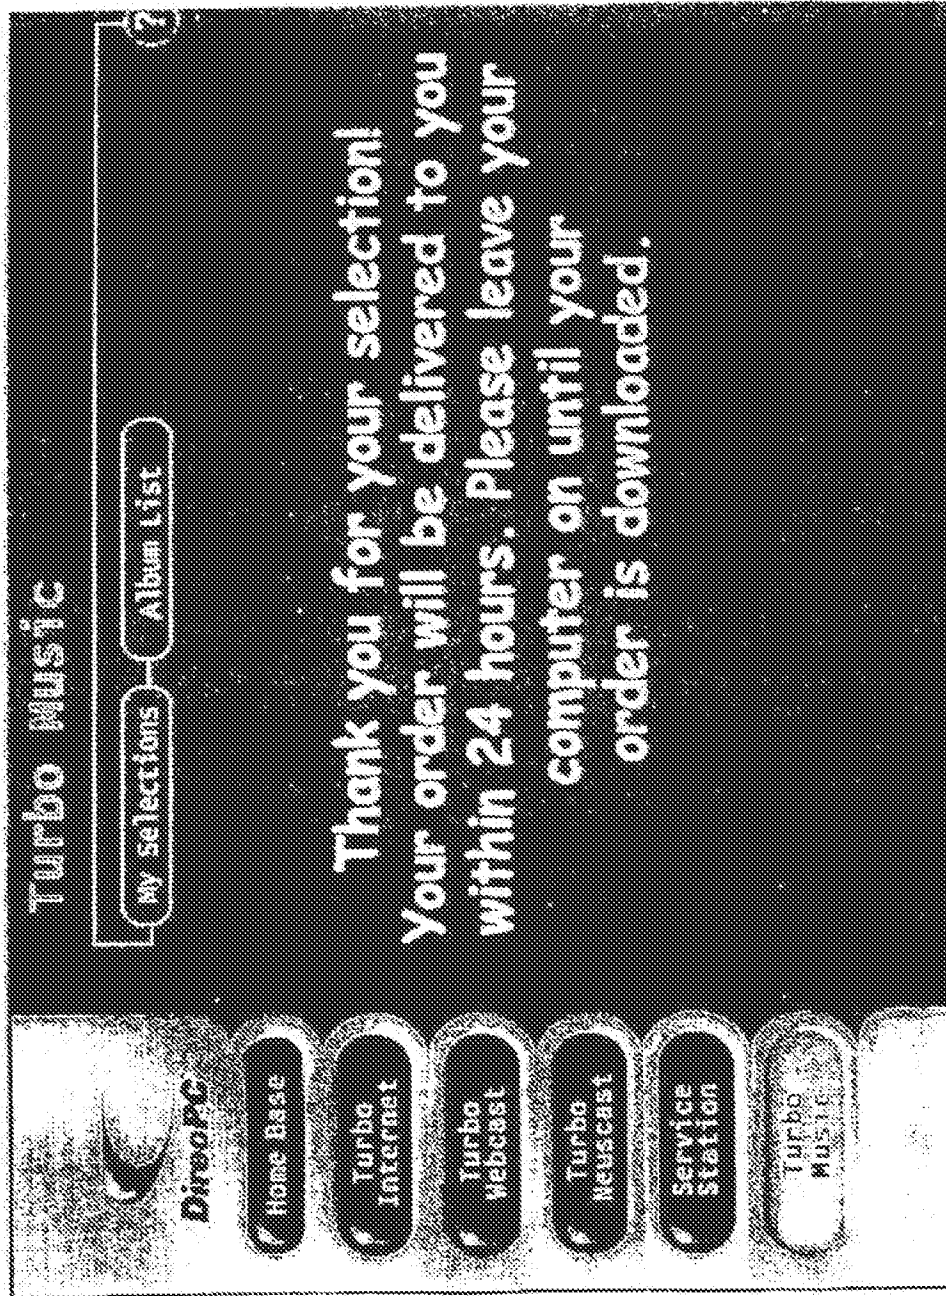 Turbo Music
?
My Selections
Album List
Thank you for your selection!
Your order will be delivered to you
within 24 hours. Please leave your
computer on until your
order is downloaded.
DirecPC
Home Base
Turbo
Internet
Turbo
Webcast
Turbo
Newscast
Service
Station
Turbo
Music